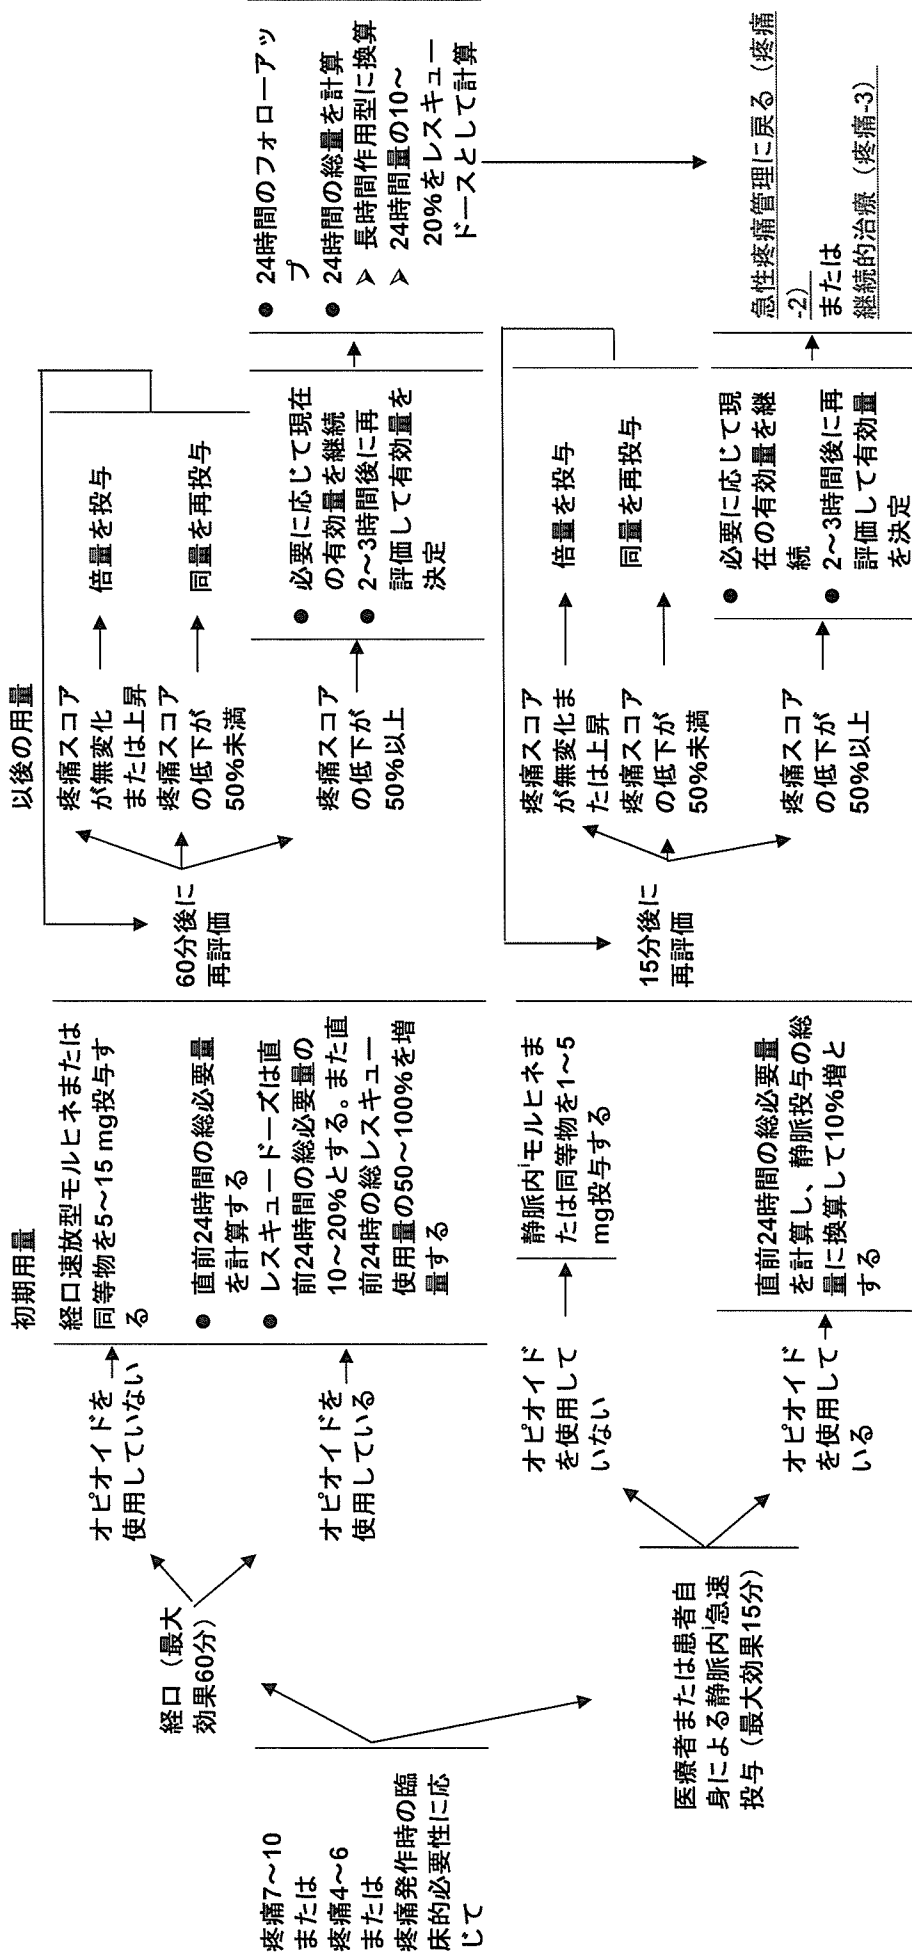 初期用量
以後の用量
疼痛7〜10
または
疼痛4〜6
または
疼痛発作時の臨
床的必要性に応
じて
経口（最大
効果60分）
オピオイドを
使用していない
経口速放型モルヒネまたは
同等物を5〜15 mg投与す
る
オピオイドを
使用している
● 直前24時間の総必要量
を計算する
● レスキュードーズは直
前24時間の総必要量の
10〜20%とする。また直
前24時の総レスキュー
使用量の50〜100%を増
量する
60分後に
再評価
疼痛スコア
が無変化
または上昇
倍量を投与
疼痛スコア
の低下が
50%未満
同量を再投与
疼痛スコア
の低下が
50%以上
● 必要に応じて現在
の有効量を継続
● 2〜3時間後に再
評価して有効量を
決定
● 24時間のフォローアッ
プ
● 24時間の総量を計算
➢ 長時間作用型に換算
➢ 24時間量の10〜
20%をレスキュー
ドースとして計算
医療者または患者自
身による静脈内i急速
投与（最大効果15分）
オピオイド
を使用して
いない
静脈内iモルヒネま
たは同等物を1〜5
mg投与する
オピオイド
を使用して
いる
直前24時間の総必要量
を計算し、静脈投与の総
量に換算して10%増と
する
15分後に
再評価
疼痛スコア
が無変化ま
たは上昇
倍量を投与
疼痛スコア
の低下が
50%未満
同量を再投与
疼痛スコア
の低下が
50%以上
● 必要に応じて現
在の有効量を継
続
● 2〜3時間後に再
評価して有効量
を決定
急性疼痛管理に戻る（疼痛
-2）
または
継続的治療（疼痛-3）